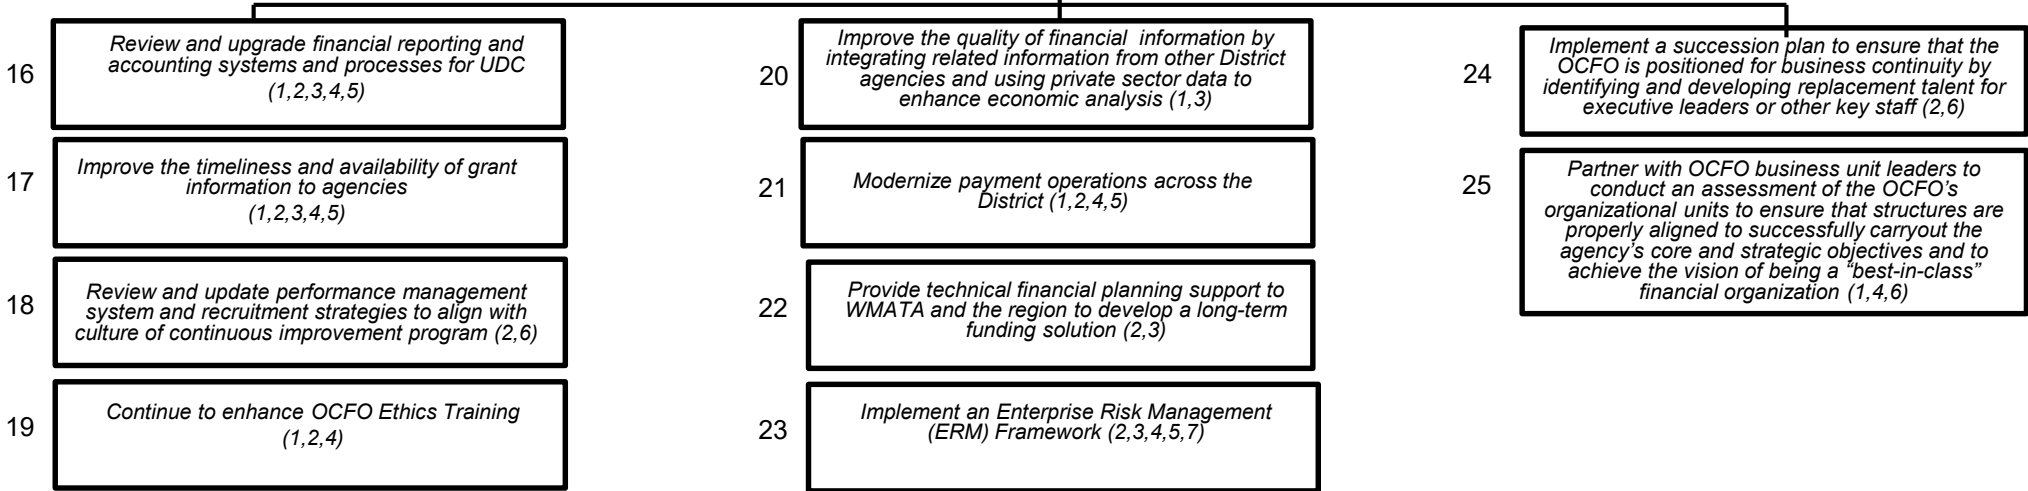 16
Review and upgrade financial reporting and
accounting systems and processes for UDC
(1,2,3,4,5)
17
Improve the timeliness and availability of grant
information to agencies
(1,2,3,4,5)
18
Review and update performance management
system and recruitment strategies to align with
culture of continuous improvement program (2,6)
19
Continue to enhance OCFO Ethics Training
(1,2,4)
20
Improve the quality of financial information by
integrating related information from other District
agencies and using private sector data to
enhance economic analysis (1,3)
21
Modernize payment operations across the
District (1,2,4,5)
22
Provide technical financial planning support to
WMATA and the region to develop a long-term
funding solution (2,3)
23
Implement an Enterprise Risk Management
(ERM) Framework (2,3,4,5,7)
24
Implement a succession plan to ensure that the
OCFO is positioned for business continuity by
identifying and developing replacement talent for
executive leaders or other key staff (2,6)
25
Partner with OCFO business unit leaders to
conduct an assessment of the OCFO’s
organizational units to ensure that structures are
properly aligned to successfully carryout the
agency’s core and strategic objectives and to
achieve the vision of being a “best-in-class”
financial organization (1,4,6)